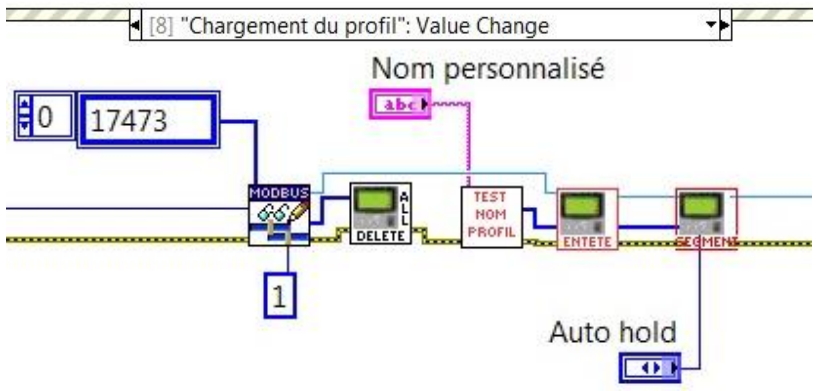 [8] "Chargement du profil": Value Change
Nom personnalisé
abc
0 17473
MODBUS
ALL
DELETE
TEST
NOM
PROFIL
ENTETE
SEGMENT
1
Auto hold